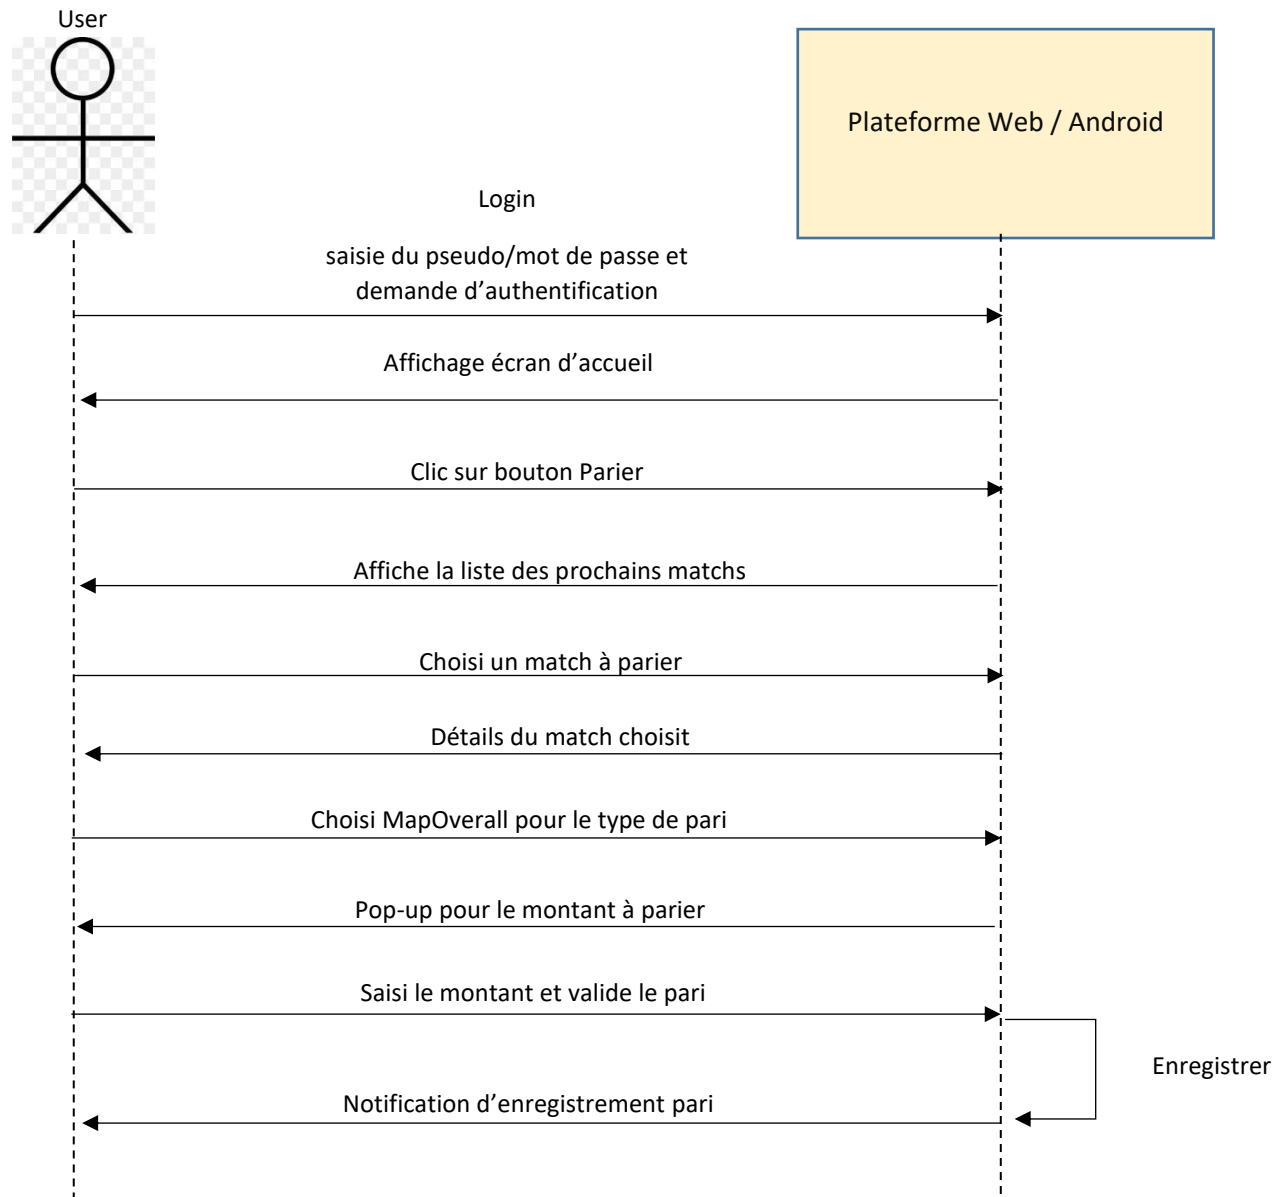 User
Plateforme Web / Android
Login
saisie du pseudo/mot de passe et
demande d’authentification
Affichage écran d’accueil
Clic sur bouton Parier
Affiche la liste des prochains matchs
Choisi un match à parier
Détails du match choisit
Choisi MapOverall pour le type de pari
Pop-up pour le montant à parier
Saisi le montant et valide le pari
Enregistrer
Notification d’enregistrement pari